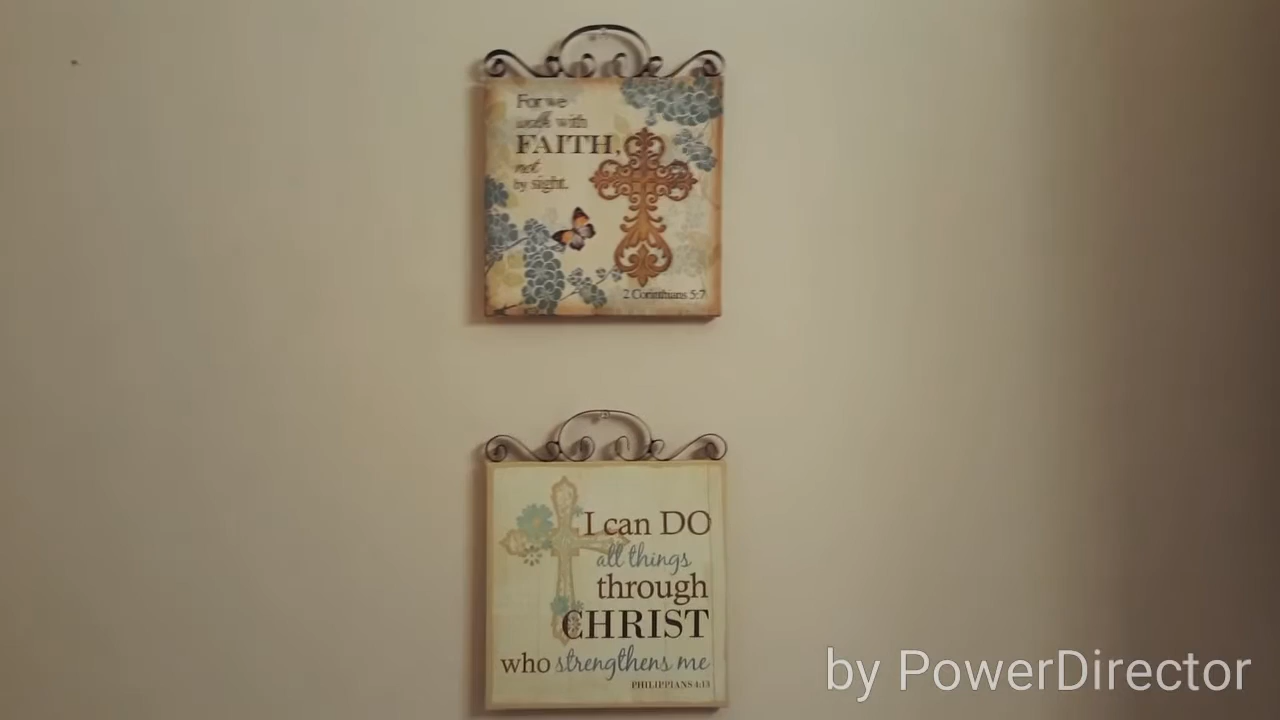 For we
walk with
FAITH,
not
by sight.
2 Corinthians 5:7
I can DO
all things
through
CHRIST
who strengthens me
PHILIPPIANS 4:13
by PowerDirector